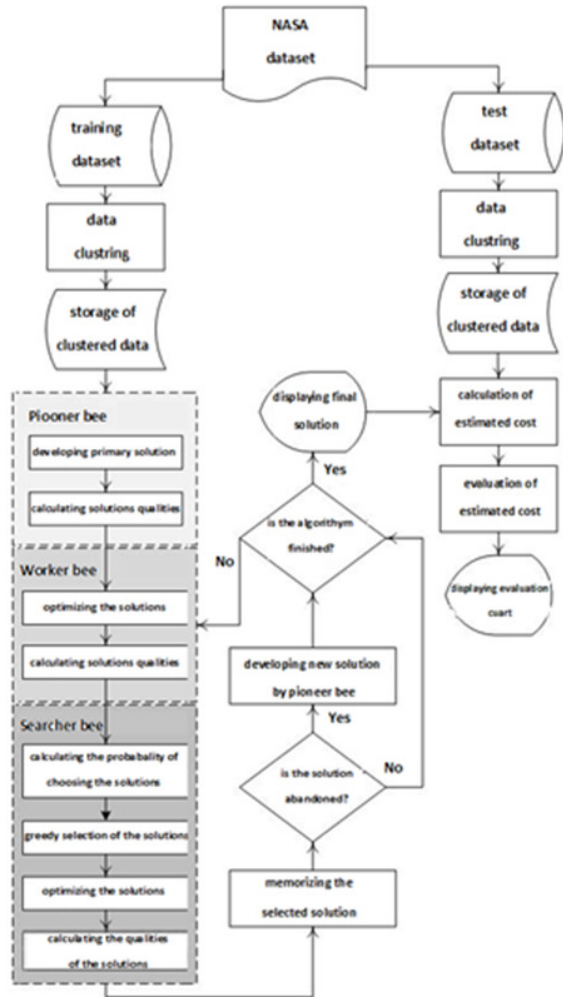 NASA
dataset
training
dataset
data
clustring
storage of
clustered data
Piooner bee
developing primary solution
calculating solutions qualities
Worker bee
optimizing the solutions
calculating solutions qualities
Searcher bee
calculating the probabality of
choosing the solutions
greedy selection of the solutions
optimizing the solutions
calculating the qualities
of the solutions
memorizing the
selected solution
is the solution
abandoned?
No
Yes
developing new solution
by pioneer bee
is the algorithym
finished?
No
Yes
displaying final
solution
test
dataset
data
clustring
storage of
clustered data
calculation of
estimated cost
evaluation of
estimated cost
displaying evaluation
cuart